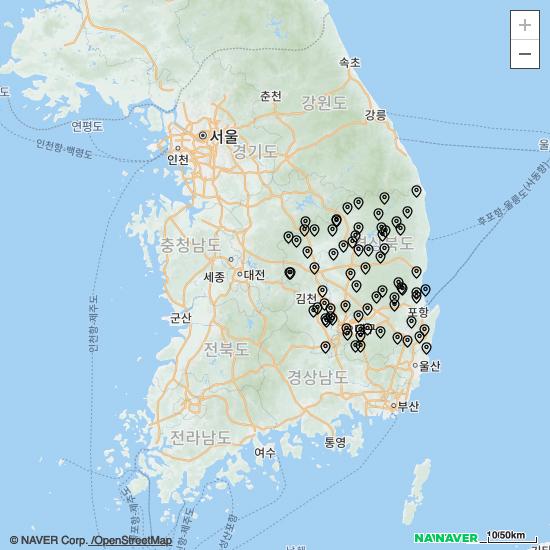 +
−
속초
춘천
강원도
강릉
연평도
서울
인천항-백령도
인천
경기도
울
후포항-울릉도(사동항)
충청남도
세종
대전
김천
포항
인천항-제주도
군산
전북도
울산
경상남도
부산
전라남도
여수
통영
© NAVER Corp. /OpenStreetMap
NAVER
10/50km